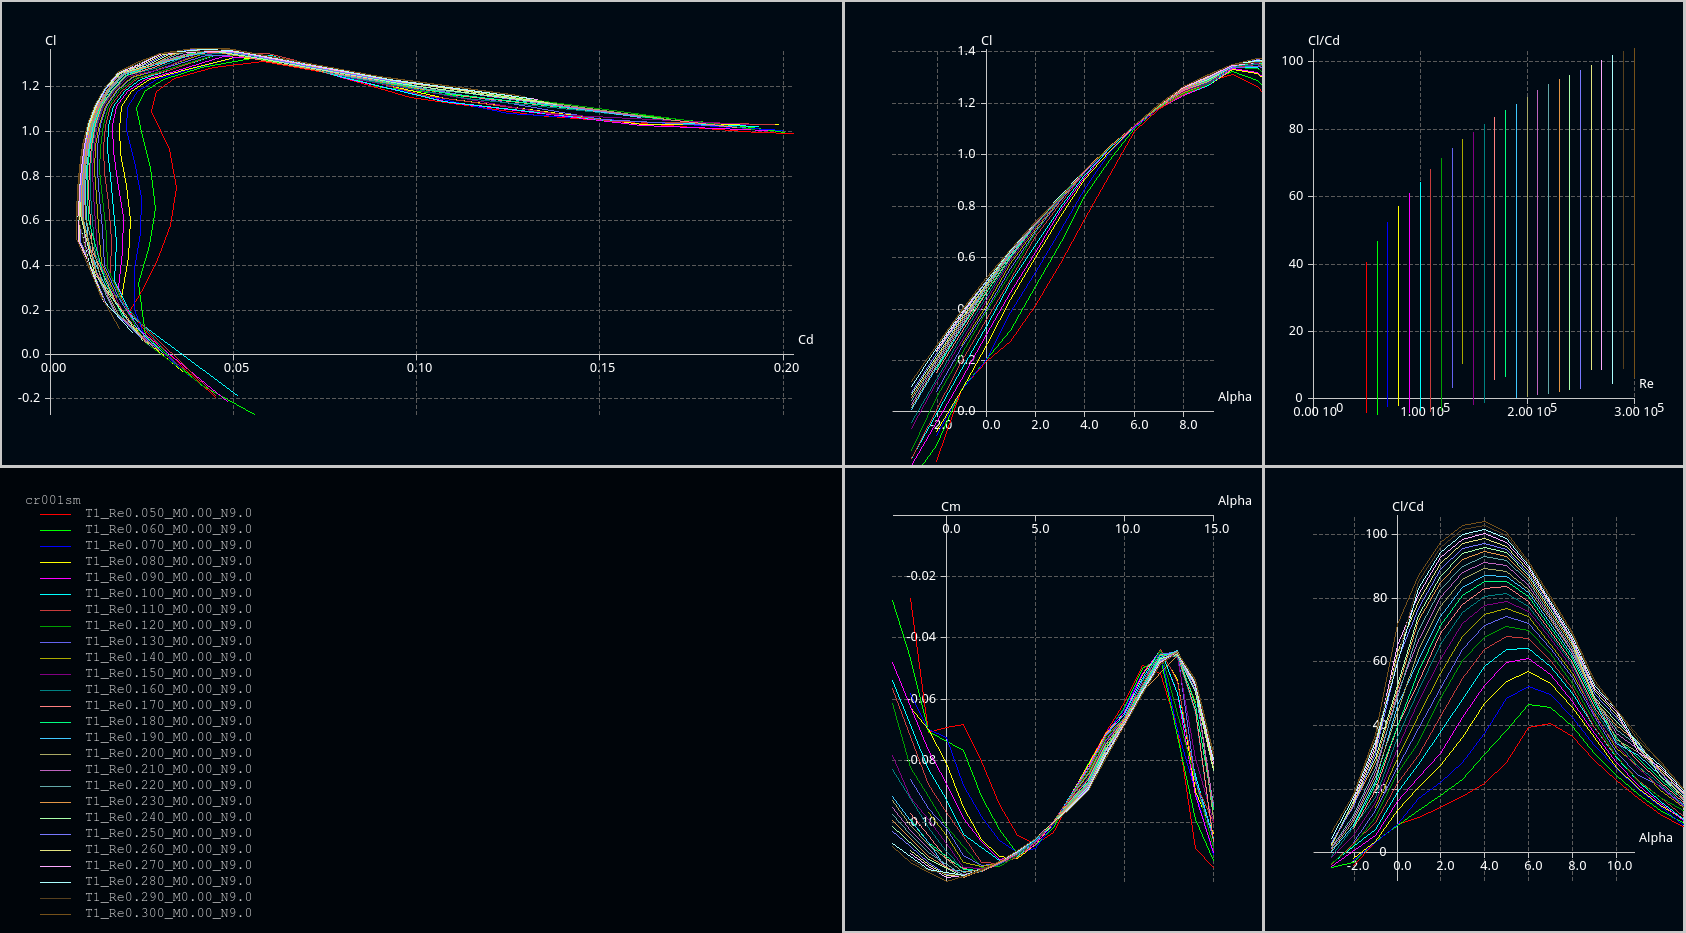 Cl
1.2
1.0
0.8
0.6
0.4
0.2
0.0
-0.2
0.00
0.05
0.10
0.15
0.20
Cd
Cl
1.4
1.2
1.0
0.8
0.6
0.4
0.2
0.0
-2.0
0.0
2.0
4.0
6.0
8.0
Alpha
Cl/Cd
100
80
60
40
20
0
0.00 10^0
1.00 10^5
2.00 10^5
3.00 10^5
Re
cr001sm
T1_Re0.050_M0.00_N9.0
T1_Re0.060_M0.00_N9.0
T1_Re0.070_M0.00_N9.0
T1_Re0.080_M0.00_N9.0
T1_Re0.090_M0.00_N9.0
T1_Re0.100_M0.00_N9.0
T1_Re0.110_M0.00_N9.0
T1_Re0.120_M0.00_N9.0
T1_Re0.130_M0.00_N9.0
T1_Re0.140_M0.00_N9.0
T1_Re0.150_M0.00_N9.0
T1_Re0.160_M0.00_N9.0
T1_Re0.170_M0.00_N9.0
T1_Re0.180_M0.00_N9.0
T1_Re0.190_M0.00_N9.0
T1_Re0.200_M0.00_N9.0
T1_Re0.210_M0.00_N9.0
T1_Re0.220_M0.00_N9.0
T1_Re0.230_M0.00_N9.0
T1_Re0.240_M0.00_N9.0
T1_Re0.250_M0.00_N9.0
T1_Re0.260_M0.00_N9.0
T1_Re0.270_M0.00_N9.0
T1_Re0.280_M0.00_N9.0
T1_Re0.290_M0.00_N9.0
T1_Re0.300_M0.00_N9.0
Cm
Alpha
0.0
5.0
10.0
15.0
-0.02
-0.04
-0.06
-0.08
-0.10
Cl/Cd
100
80
60
40
20
0
-2.0
0.0
2.0
4.0
6.0
8.0
10.0
Alpha